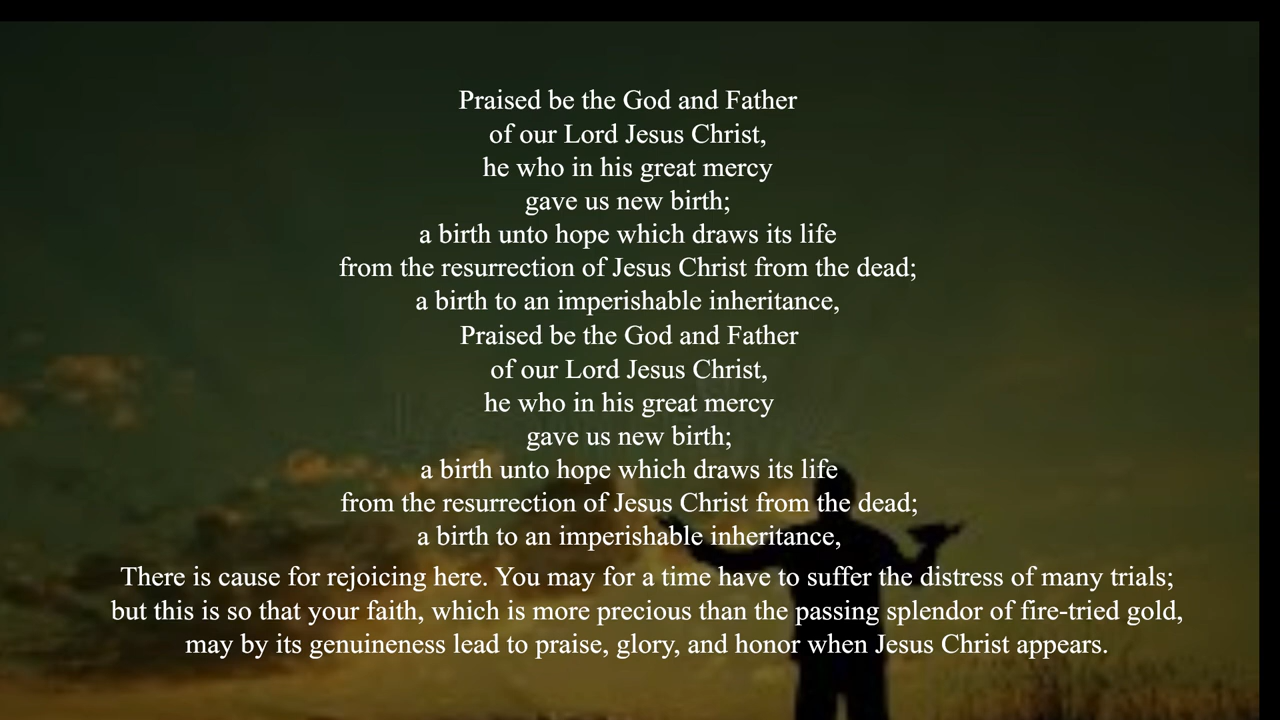 Praised be the God and Father
of our Lord Jesus Christ,
he who in his great mercy
gave us new birth;
a birth unto hope which draws its life
from the resurrection of Jesus Christ from the dead;
a birth to an imperishable inheritance,
Praised be the God and Father
of our Lord Jesus Christ,
he who in his great mercy
gave us new birth;
a birth unto hope which draws its life
from the resurrection of Jesus Christ from the dead;
a birth to an imperishable inheritance,
There is cause for rejoicing here. You may for a time have to suffer the distress of many trials;
but this is so that your faith, which is more precious than the passing splendor of fire-tried gold,
may by its genuineness lead to praise, glory, and honor when Jesus Christ appears.